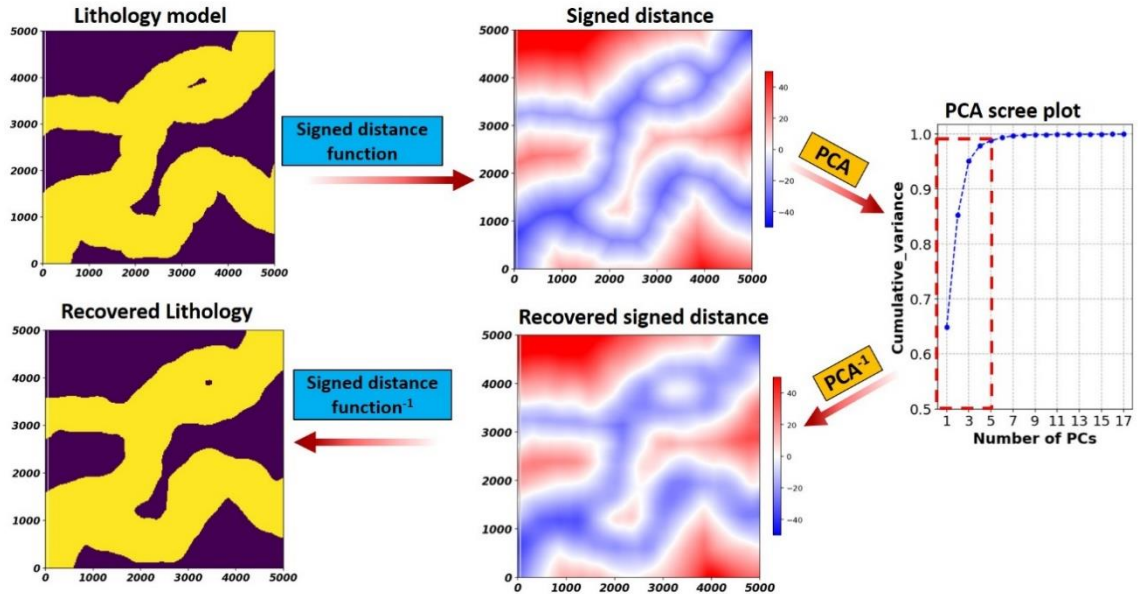 Lithology model
5000
4000
3000
2000
1000
0
0 1000 2000 3000 4000 5000
Signed distance
function
Signed distance
5000
4000
3000
2000
1000
0
0 1000 2000 3000 4000 5000
40
20
0
−20
−40
PCA
PCA scree plot
Cumulative_variance
1.0
0.9
0.8
0.7
0.6
0.5
1 3 5 7 9 11 13 15 17
Number of PCs
PCA-1
Recovered signed distance
5000
4000
3000
2000
1000
0
0 1000 2000 3000 4000 5000
40
20
0
−20
−40
Signed distance
function-1
Recovered Lithology
5000
4000
3000
2000
1000
0
0 1000 2000 3000 4000 5000